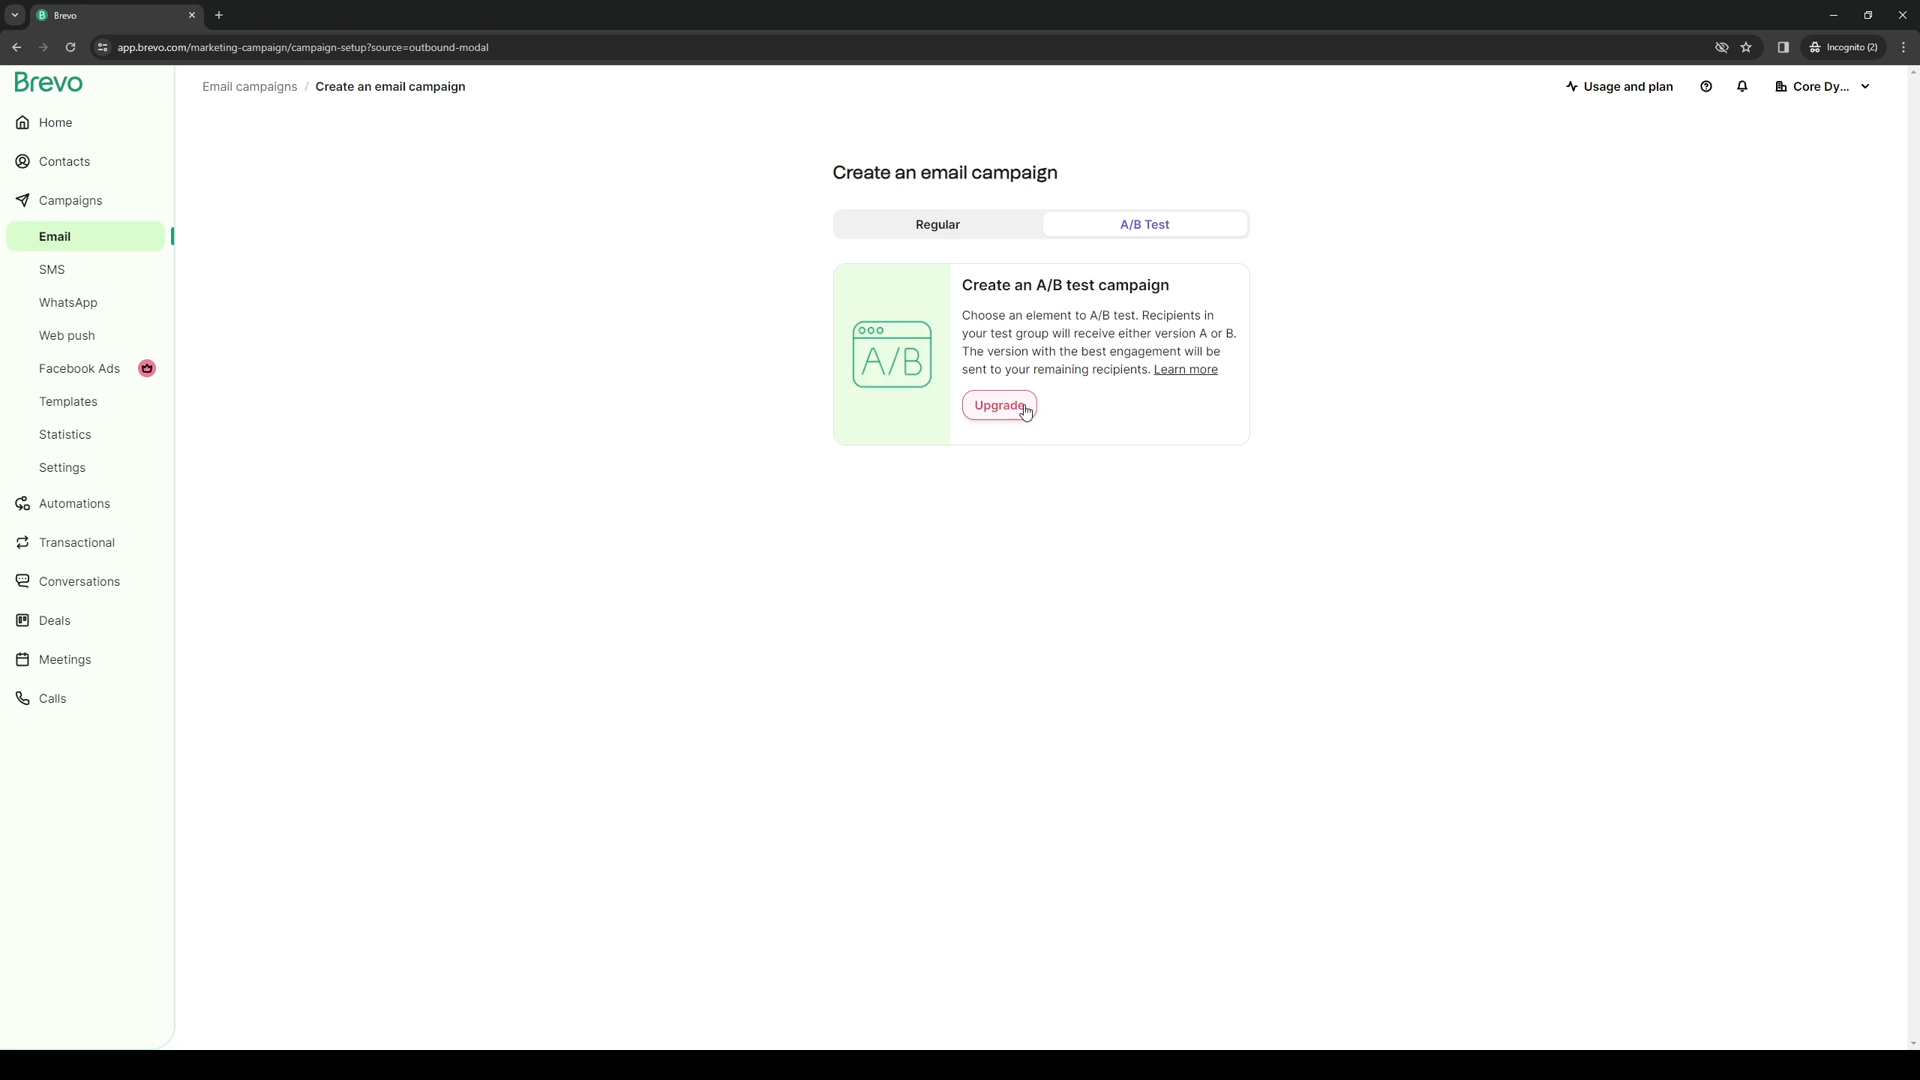 Brevo
app.brevo.com/marketing-campaign/campaign-setup?source=outbound-modal
Incognito (2)
Brevo
Email campaigns / Create an email campaign
Usage and plan
Core Dy...
Home
Contacts
Campaigns
Email
SMS
WhatsApp
Web push
Facebook Ads
Templates
Statistics
Settings
Automations
Transactional
Conversations
Deals
Meetings
Calls
Create an email campaign
Regular
A/B Test
A/B
Create an A/B test campaign
Choose an element to A/B test. Recipients in
your test group will receive either version A or B.
The version with the best engagement will be
sent to your remaining recipients. Learn more
Upgrade